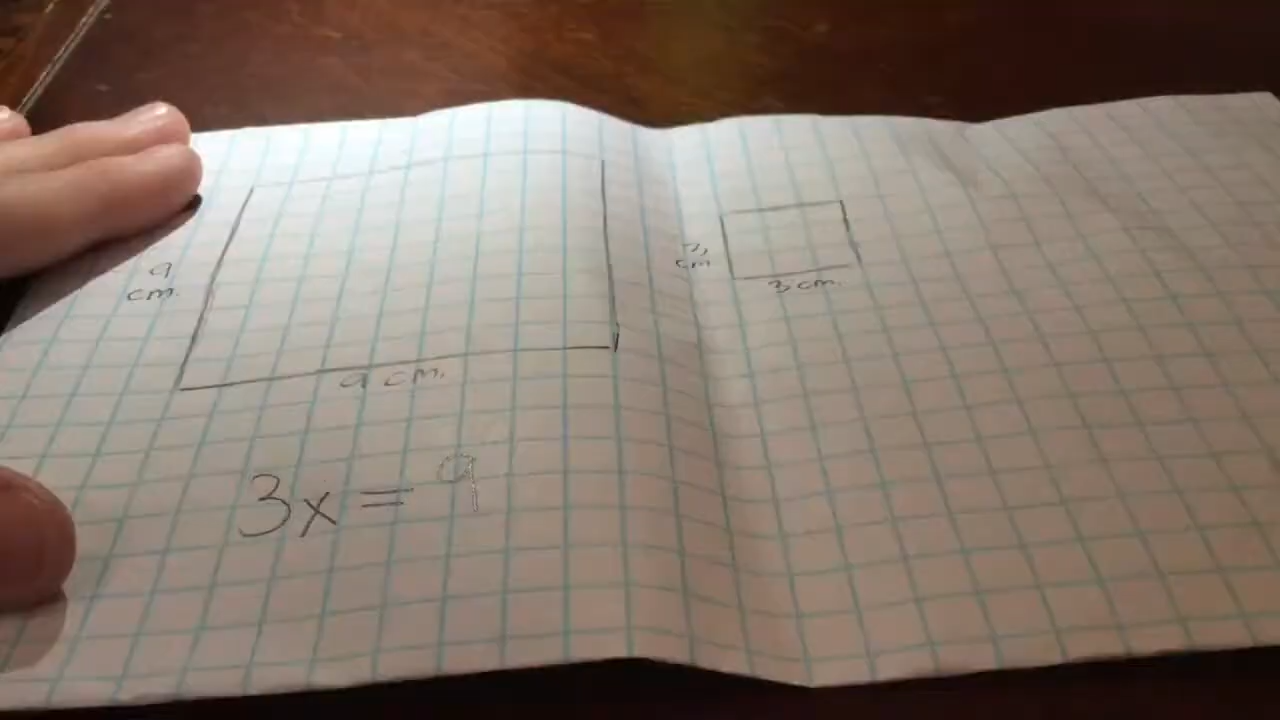 9
cm.
9 cm.
3
cm
3 cm.
3x = 9